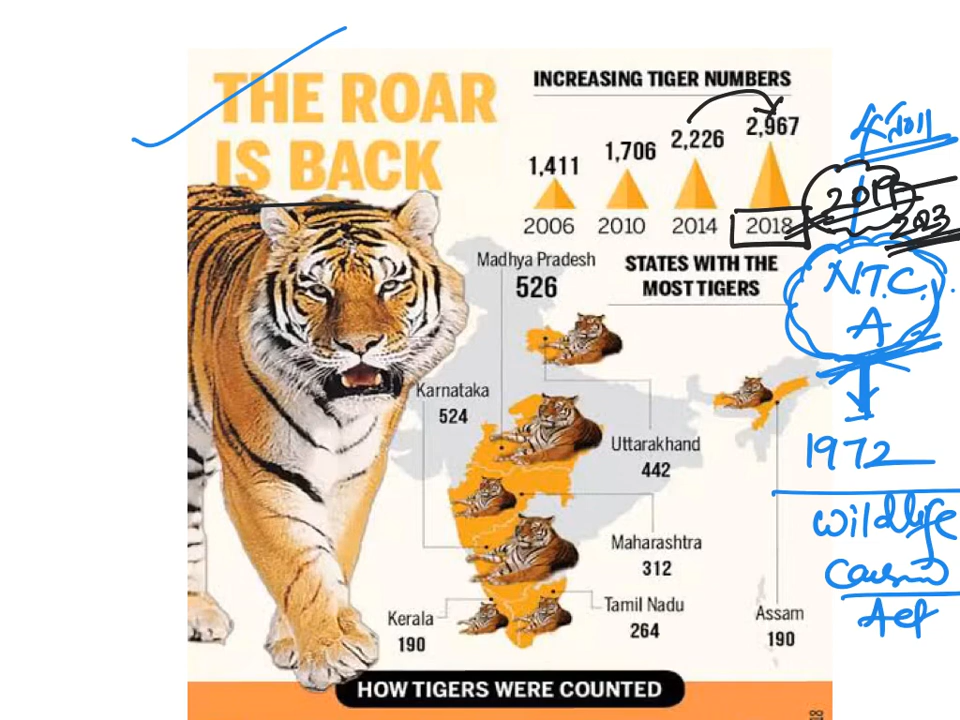 THE ROAR
IS BACK
INCREASING TIGER NUMBERS
1,411
1,706
2,226
2,967
2006
2010
2014
2018
2019
2023
Madhya Pradesh
526
STATES WITH THE
MOST TIGERS
N.T.C.
A
Karnataka
524
Uttarakhand
442
1972
wildlife
Maharashtra
312
Kerala
190
Tamil Nadu
264
Assam
190
Act
HOW TIGERS WERE COUNTED